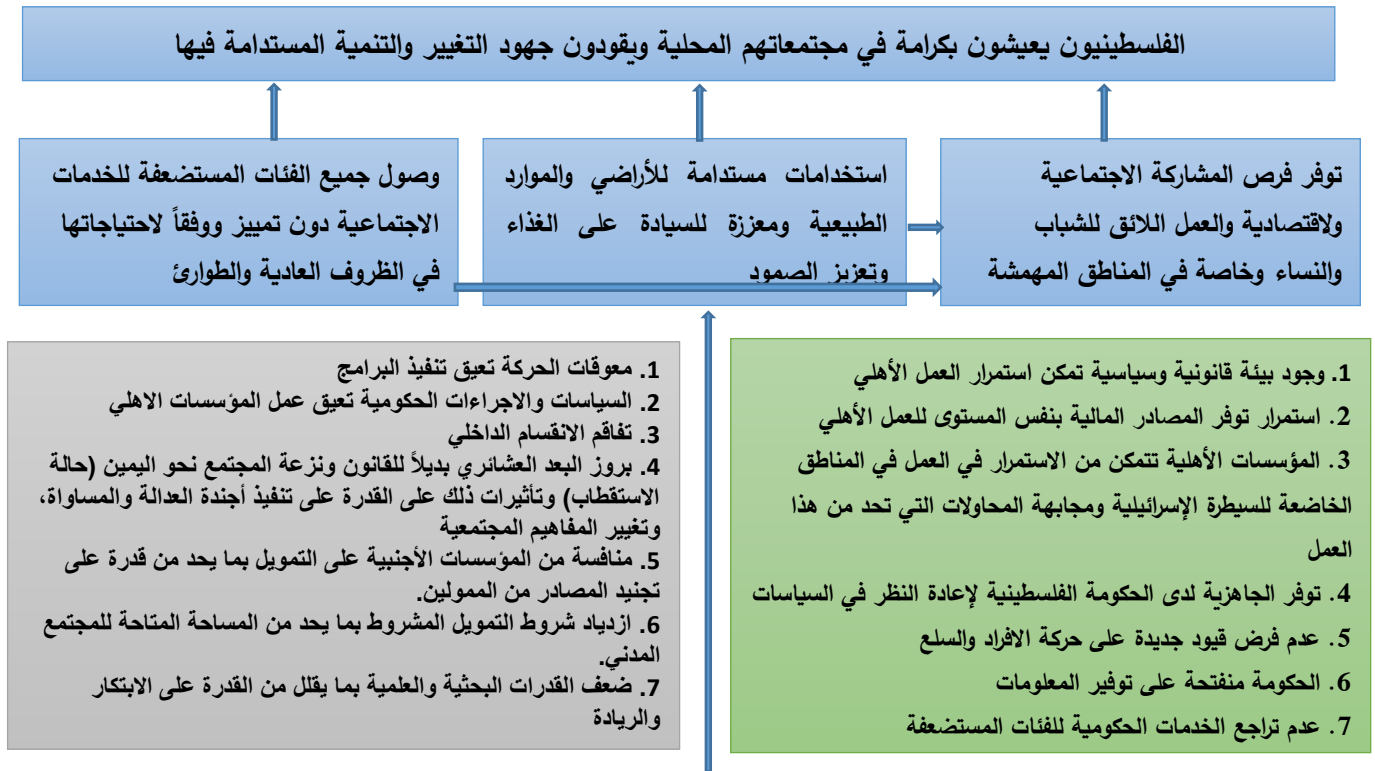 الفلسطينيون يعيشون بكرامة في مجتمعاتهم المحلية ويقودون جهود التغيير والتنمية المستدامة فيها
توفر فرص المشاركة الاجتماعية
ولاقتصادية والعمل اللائق للشباب
والنساء وخاصة في المناطق المهمشة
استخدامات مستدامة للأراضي والموارد
الطبيعية ومعززة للسيادة على الغذاء
وتعزيز الصمود
وصول جميع الفئات المستضعفة للخدمات
الاجتماعية دون تمييز ووفقاً لاحتياجاتها
في الظروف العادية والطوارئ
1. وجود بيئة قانونية وسياسية تمكن استمرار العمل الأهلي
2. استمرار توفر المصادر المالية بنفس المستوى للعمل الأهلي
3. المؤسسات الأهلية تتمكن من الاستمرار في العمل في المناطق
الخاضعة للسيطرة الإسرائيلية ومجابهة المحاولات التي تحد من هذا
العمل
4. توفر الجاهزية لدى الحكومة الفلسطينية لإعادة النظر في السياسات
5. عدم فرض قيود جديدة على حركة الافراد والسلع
6. الحكومة منفتحة على توفير المعلومات
7. عدم تراجع الخدمات الحكومية للفئات المستضعفة
1. معوقات الحركة تعيق تنفيذ البرامج
2. السياسات والاجراءات الحكومية تعيق عمل المؤسسات الاهلي
3. تفاقم الانقسام الداخلي
4. بروز البعد العشائري بديلاً للقانون ونزعة المجتمع نحو اليمين (حالة
الاستقطاب) وتأثيرات ذلك على القدرة على تنفيذ أجندة العدالة والمساواة،
وتغيير المفاهيم المجتمعية
5. منافسة من المؤسسات الأجنبية على التمويل بما يحد من قدرة على
تجنيد المصادر من الممولين.
6. ازدياد شروط التمويل المشروط بما يحد من المساحة المتاحة للمجتمع
المدني.
7. ضعف القدرات البحثية والعلمية بما يقلل من القدرة على الابتكار
والريادة